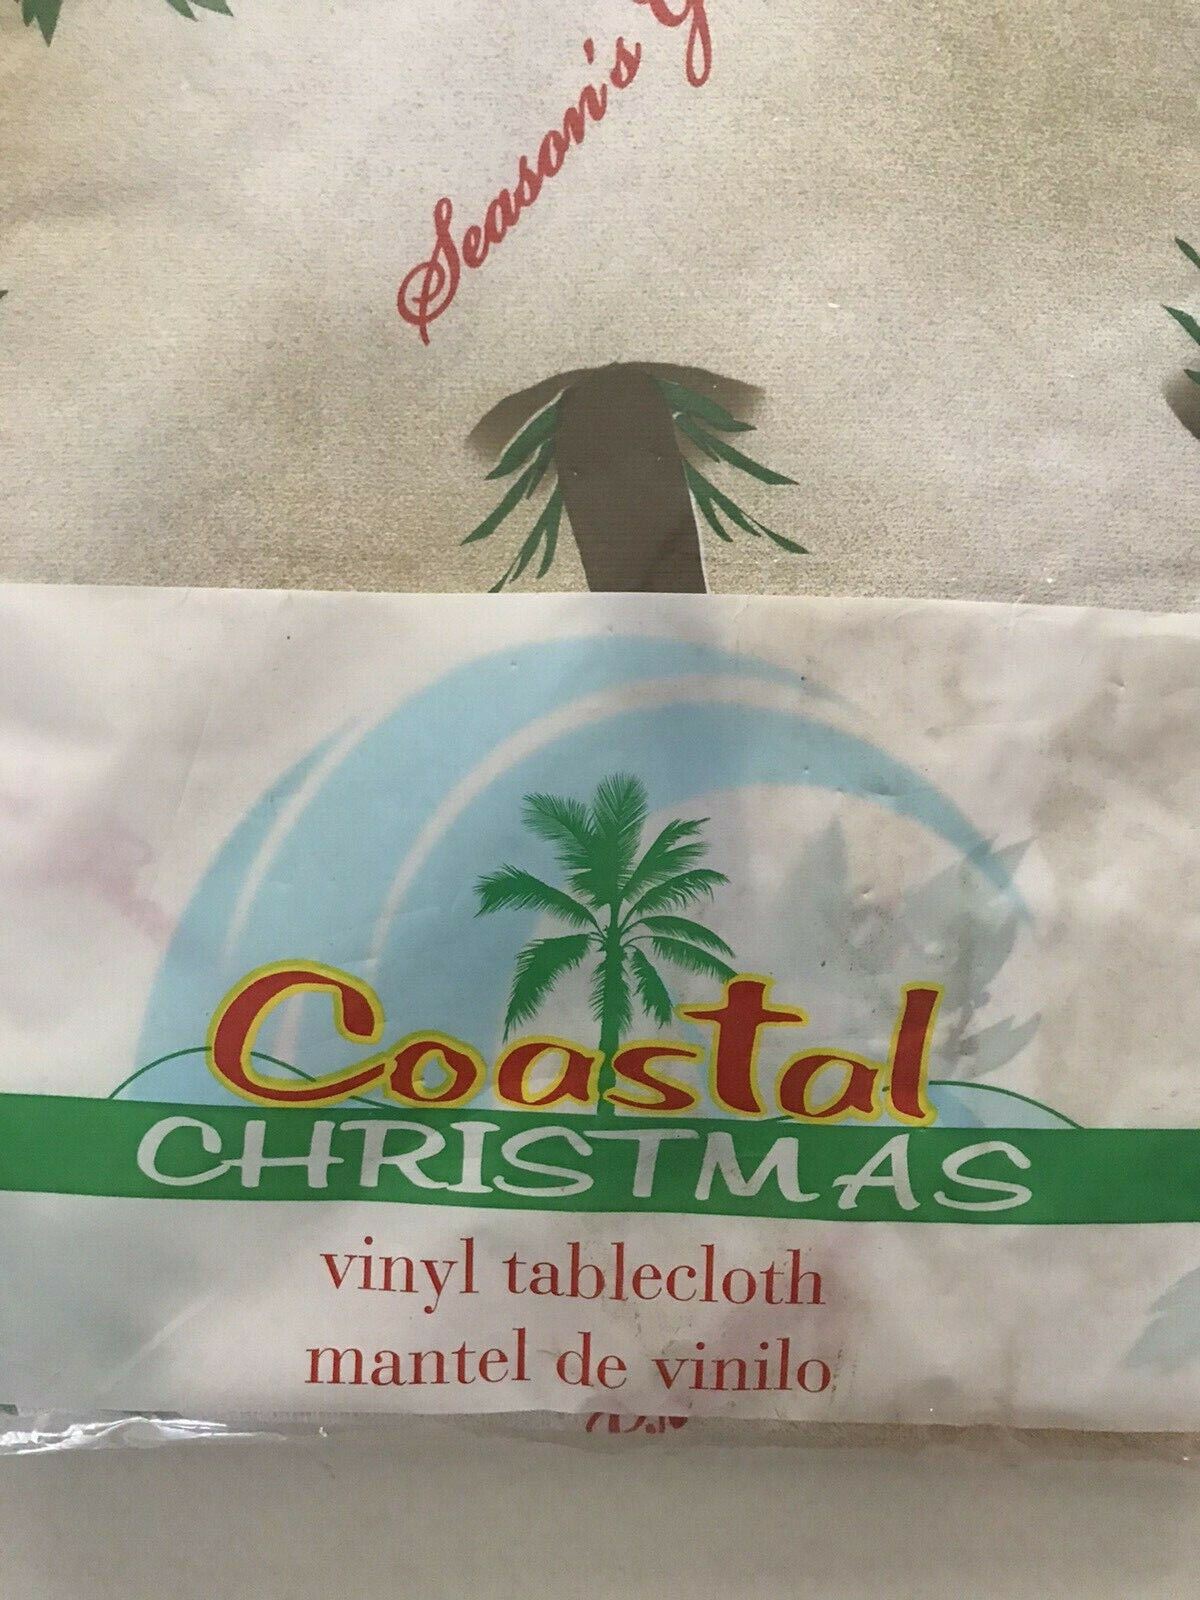 Season's G
Coastal
CHRISTMAS
vinyl tablecloth
mantel de vinilo